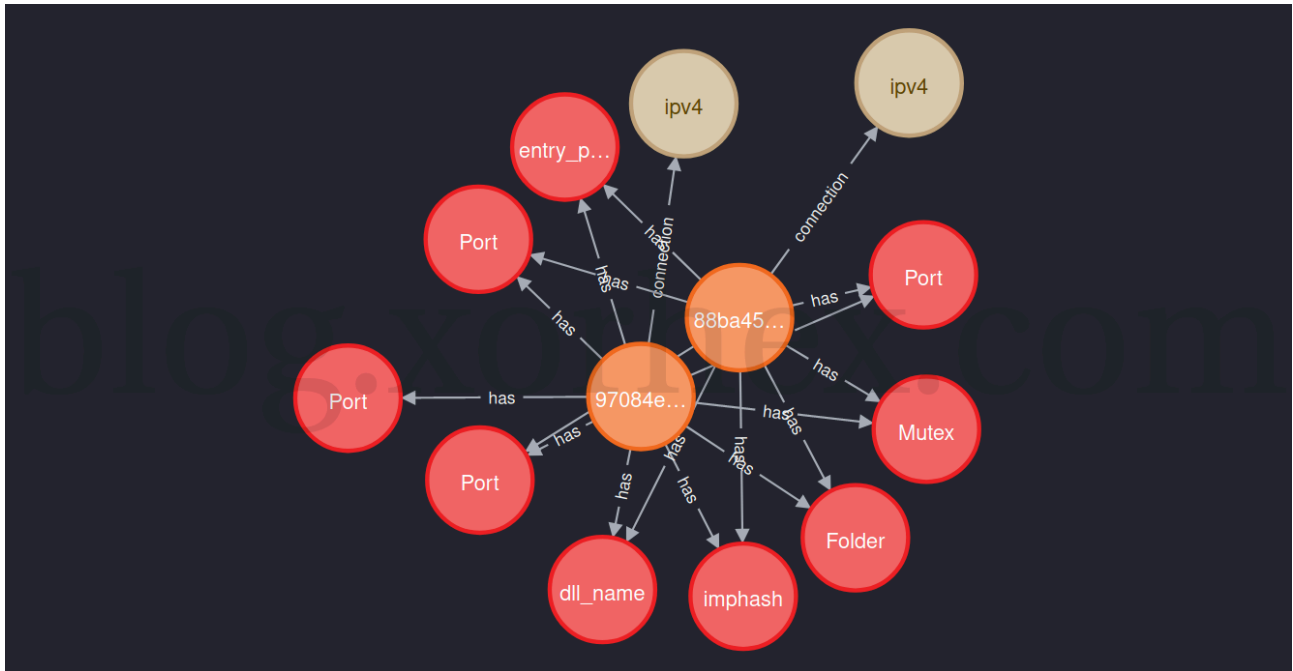 ipv4
ipv4
entry_p...
connection
Port
has
connection
has
has
Port
has
88ba45...
has
blog.xorhex.com
Port
has
97084e...
has
has
Mutex
has
Port
has
has
has
has
has
has
Folder
dll_name
imphash